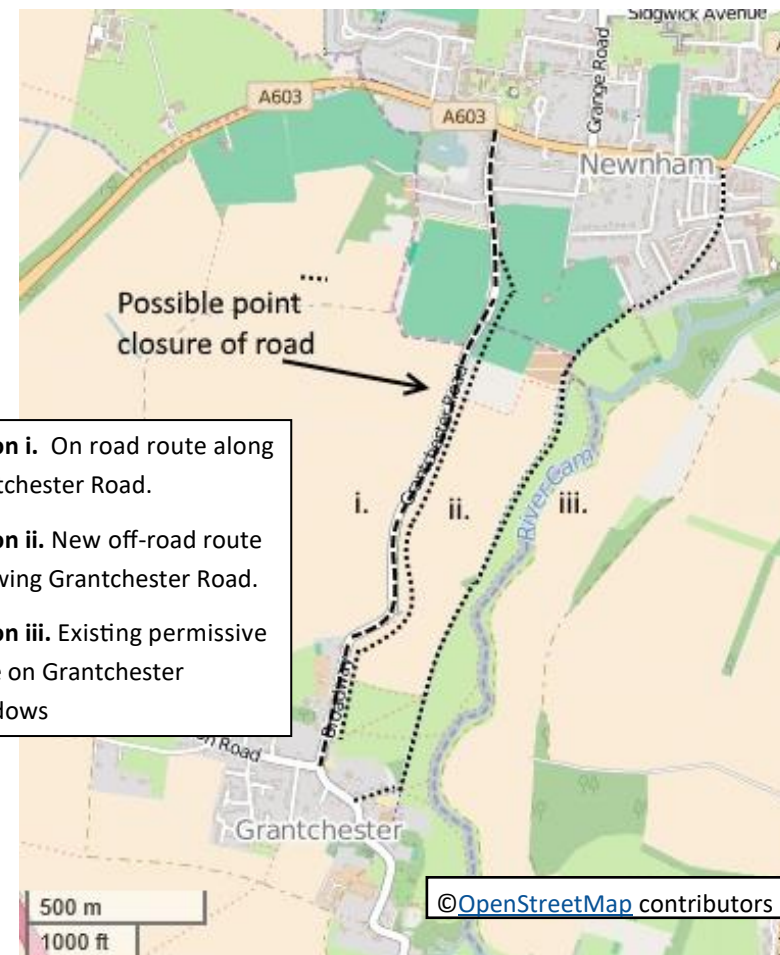 Sidgwick Avenue
A603
A603
Grange Road
Newnham
Possible point
closure of road
Grantchester Road
on i. On road route along
tchester Road.
on ii. New off-road route
wing Grantchester Road.
on iii. Existing permissive
e on Grantchester
dows
i.
ii.
iii.
River Cam
Broadway
n Road
Grantchester
500 m
1000 ft
©OpenStreetMap contributors